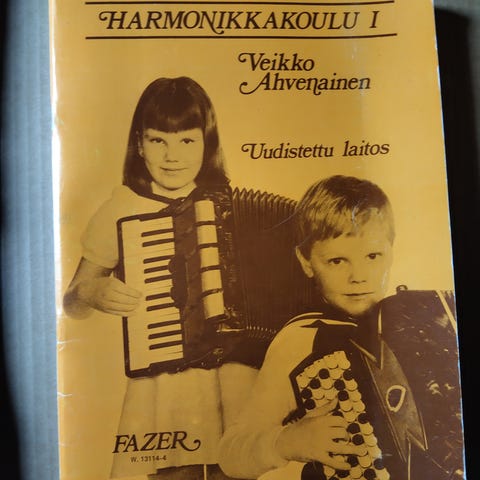 HARMONIKKAKOULU I
Veikko
Ahvenainen
Uudistettu laitos
FAZER
W. 13114-4